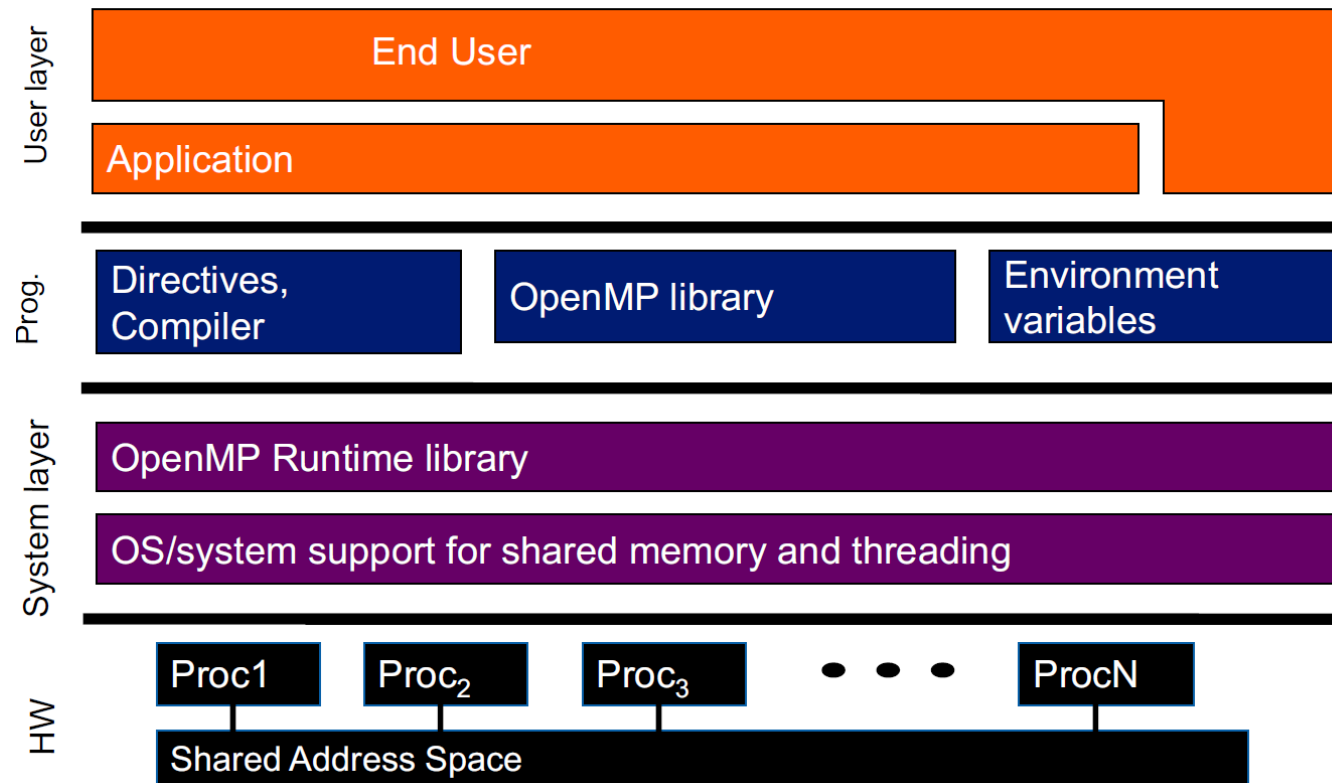 User layer
End User
Application
Prog.
Directives,
Compiler
OpenMP library
Environment
variables
System layer
OpenMP Runtime library
OS/system support for shared memory and threading
HW
Proc1
Proc₂
Proc₃
• • •
ProcN
Shared Address Space